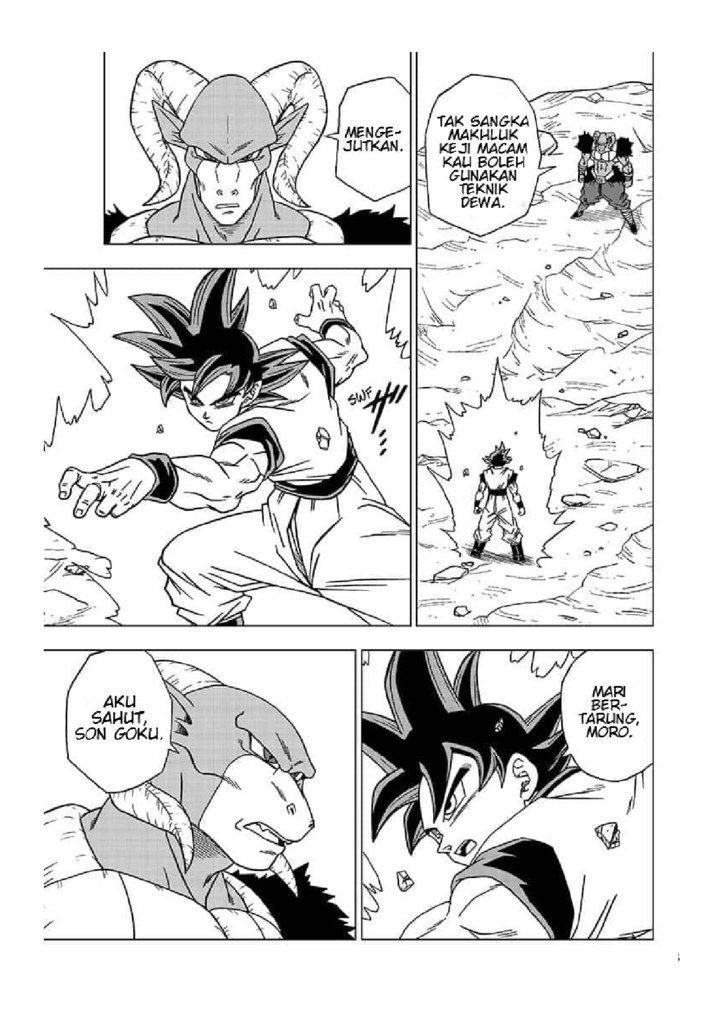 TAK SANGKA
MAKHLUK
KEJI MACAM
KAU BOLEH
GUNAKAN
TEKNIK
DEWA.
MENGE-
JUTKAN.
SWF
MARI
BER-
TARUNG,
MORO.
AKU
SAHUT,
SON GOKU.